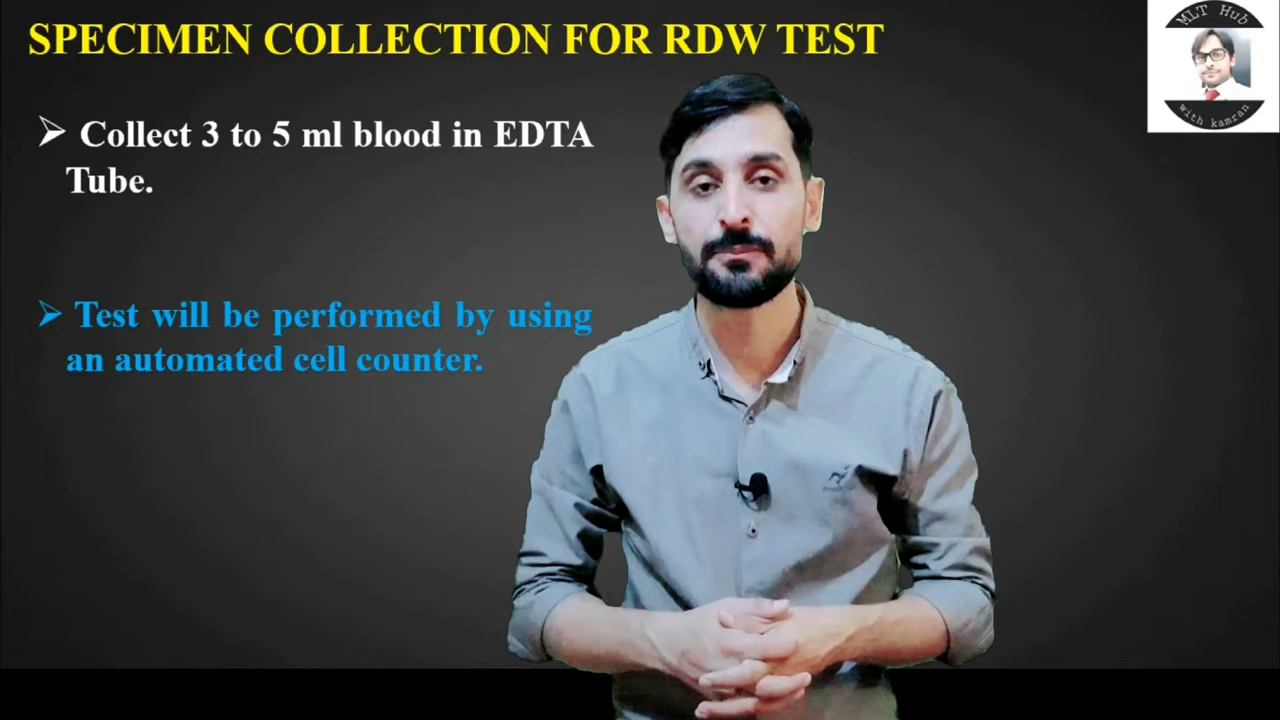 SPECIMEN COLLECTION FOR RDW TEST
MLT Hub
with kamran
➢ Collect 3 to 5 ml blood in EDTA
Tube.
➢ Test will be performed by using
an automated cell counter.